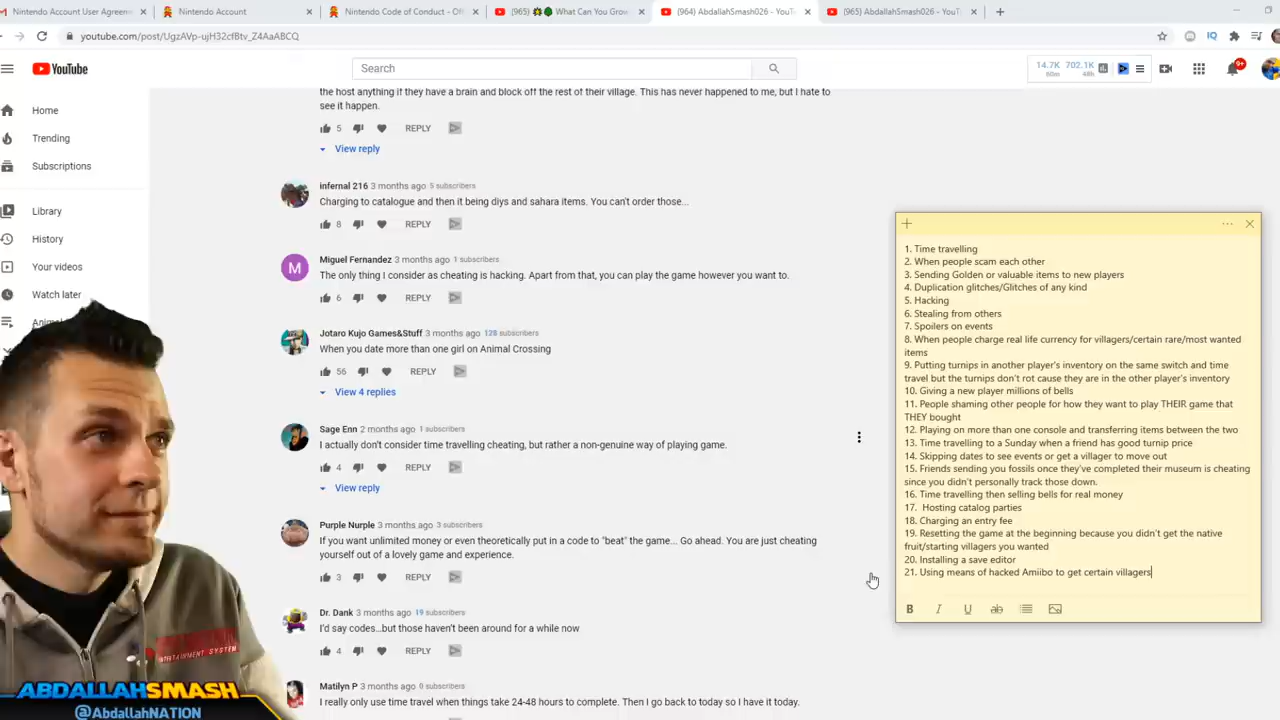 Nintendo Account User Agreem
Nintendo Account
Nintendo Code of Conduct - Off
(965) What Can You Grow
(964) AbdallahSmash026 - YouT
(965) AbdallahSmash026 - YouTu
youtube.com/post/UgzAVp-ujH32cfBtv_Z4AaABCQ
YouTube
Search
14.7K 702.1K
60m 48h
9+
Home
Trending
Subscriptions
Library
History
Your videos
Watch later
the host anything if they have a brain and block off the rest of their village. This has never happened to me, but I hate to
see it happen.
5 REPLY
View reply
infernal 216 3 months ago 5 subscribers
Charging to catalogue and then it being diys and sahara items. You can't order those...
8 REPLY
M
Miguel Fernandez 3 months ago 1 subscribers
The only thing I consider as cheating is hacking. Apart from that, you can play the game however you want to.
6 REPLY
Jotaro Kujo Games&Stuff 3 months ago 128 subscribers
When you date more than one girl on Animal Crossing
56 REPLY
View 4 replies
Sage Enn 2 months ago 1 subscribers
I actually don't consider time travelling cheating, but rather a non-genuine way of playing game.
4 REPLY
View reply
Purple Nurple 3 months ago 3 subscribers
If you want unlimited money or even theoretically put in a code to "beat" the game... Go ahead. You are just cheating
yourself out of a lovely game and experience.
3 REPLY
Dr. Dank 3 months ago 19 subscribers
I'd say codes...but those haven't been around for a while now
4 REPLY
Matilyn P 3 months ago 0 subscribers
I really only use time travel when things take 24-48 hours to complete. Then I go back to today so I have it today.
1. Time travelling
2. When people scam each other
3. Sending Golden or valuable items to new players
4. Duplication glitches/Glitches of any kind
5. Hacking
6. Stealing from others
7. Spoilers on events
8. When people charge real life currency for villagers/certain rare/most wanted
items
9. Putting turnips in another player's inventory on the same switch and time
travel but the turnips don't rot cause they are in the other player's inventory
10. Giving a new player millions of bells
11. People shaming other people for how they want to play THEIR game that
THEY bought
12. Playing on more than one console and transferring items between the two
13. Time travelling to a Sunday when a friend has good turnip price
14. Skipping dates to see events or get a villager to move out
15. Friends sending you fossils once they've completed their museum is cheating
since you didn't personally track those down.
16. Time travelling then selling bells for real money
17. Hosting catalog parties
18. Charging an entry fee
19. Resetting the game at the beginning because you didn't get the native
fruit/starting villagers you wanted
20. Installing a save editor
21. Using means of hacked Amiibo to get certain villagers
B I U ab
ENTERTAINMENT SYSTEM
ABDALLAHSMASH
@AbdallahNATION